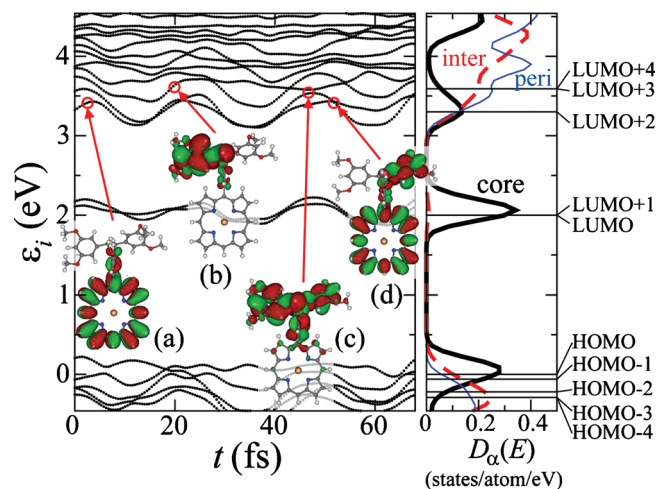 4
3
2
1
0
ε_i (eV)
0
20
40
60
t (fs)
(a)
(b)
(c)
(d)
inter
peri
core
LUMO+4
LUMO+3
LUMO+2
LUMO+1
LUMO
HOMO
HOMO-1
HOMO-2
HOMO-3
HOMO-4
0
0.2
0.4
D_α(E)
(states/atom/eV)